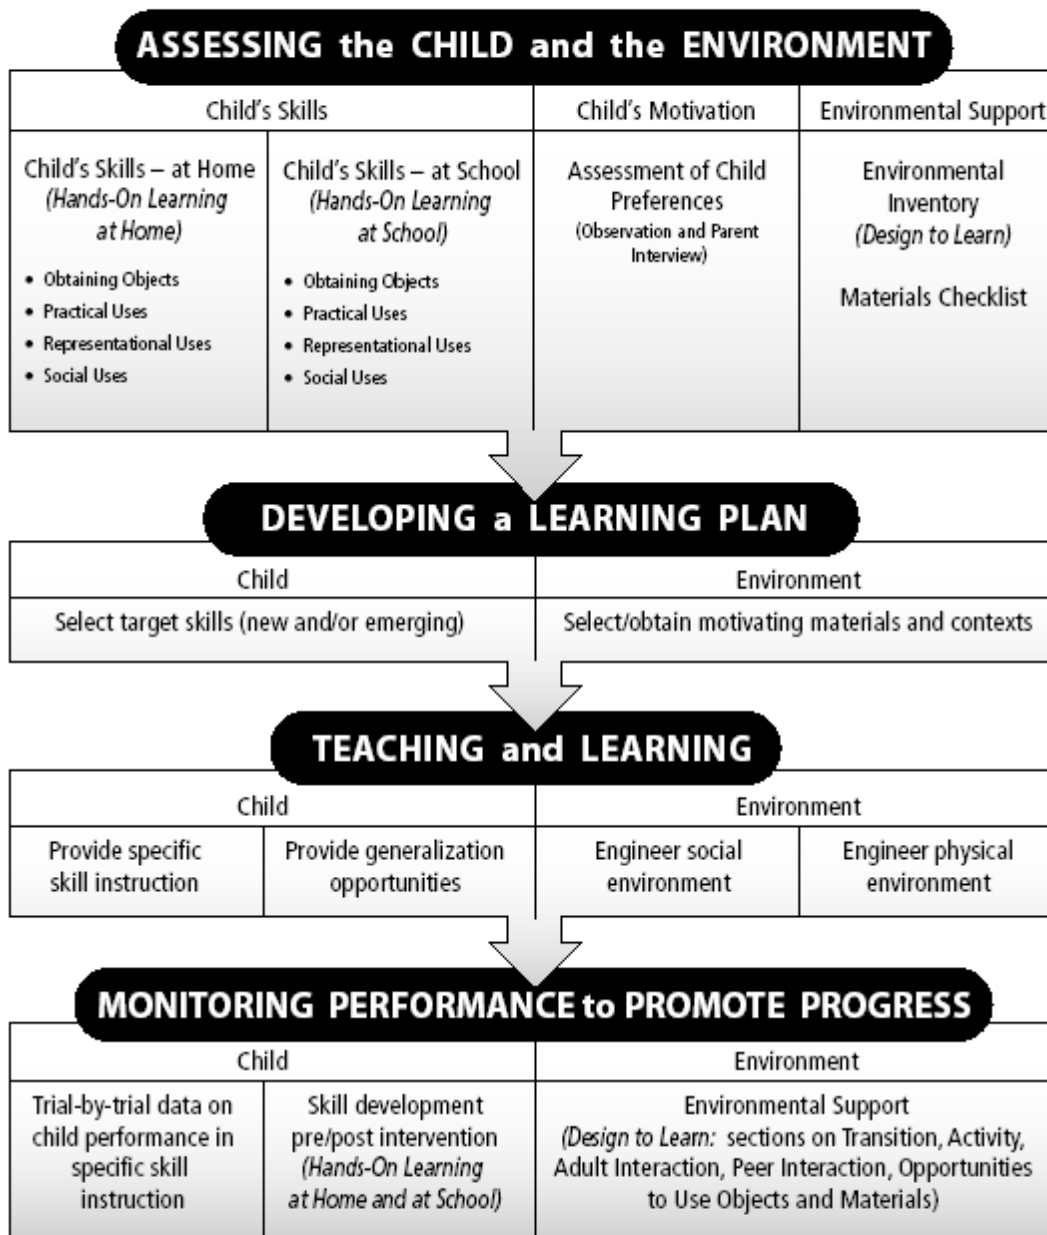 ASSESSING the CHILD and the ENVIRONMENT
Child's Skills
Child's Motivation
Environmental Support
Child's Skills – at Home
(Hands-On Learning
at Home)
• Obtaining Objects
• Practical Uses
• Representational Uses
• Social Uses
Child's Skills – at School
(Hands-On Learning
at School)
• Obtaining Objects
• Practical Uses
• Representational Uses
• Social Uses
Assessment of Child
Preferences
(Observation and Parent
Interview)
Environmental
Inventory
(Design to Learn)
Materials Checklist
DEVELOPING a LEARNING PLAN
Child
Environment
Select target skills (new and/or emerging)
Select/obtain motivating materials and contexts
TEACHING and LEARNING
Child
Environment
Provide specific
skill instruction
Provide generalization
opportunities
Engineer social
environment
Engineer physical
environment
MONITORING PERFORMANCE to PROMOTE PROGRESS
Child
Environment
Trial-by-trial data on
child performance in
specific skill
instruction
Skill development
pre/post intervention
(Hands-On Learning
at Home and at School)
Environmental Support
(Design to Learn: sections on Transition, Activity,
Adult Interaction, Peer Interaction, Opportunities
to Use Objects and Materials)